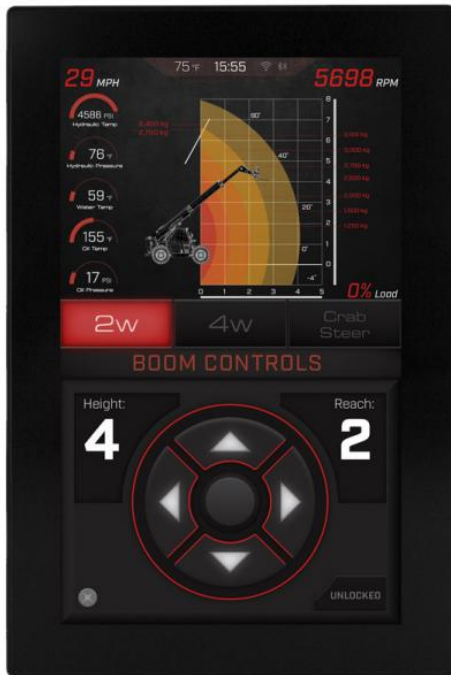 75 °F 15:55
29 MPH
5698 RPM
4586 PSI
Hydraulic Temp
76 °F
Hydraulic Pressure
59 °F
Water Temp
155 °F
Oil Temp
17 PSI
Oil Pressure
60°
40°
20°
0°
-4°
8
7
6
5
4
3
2
1
0
0 1 2 3 4 5
0% Load
2w
4w
Crab
Steer
BOOM CONTROLS
Height:
4
Reach:
2
UNLOCKED